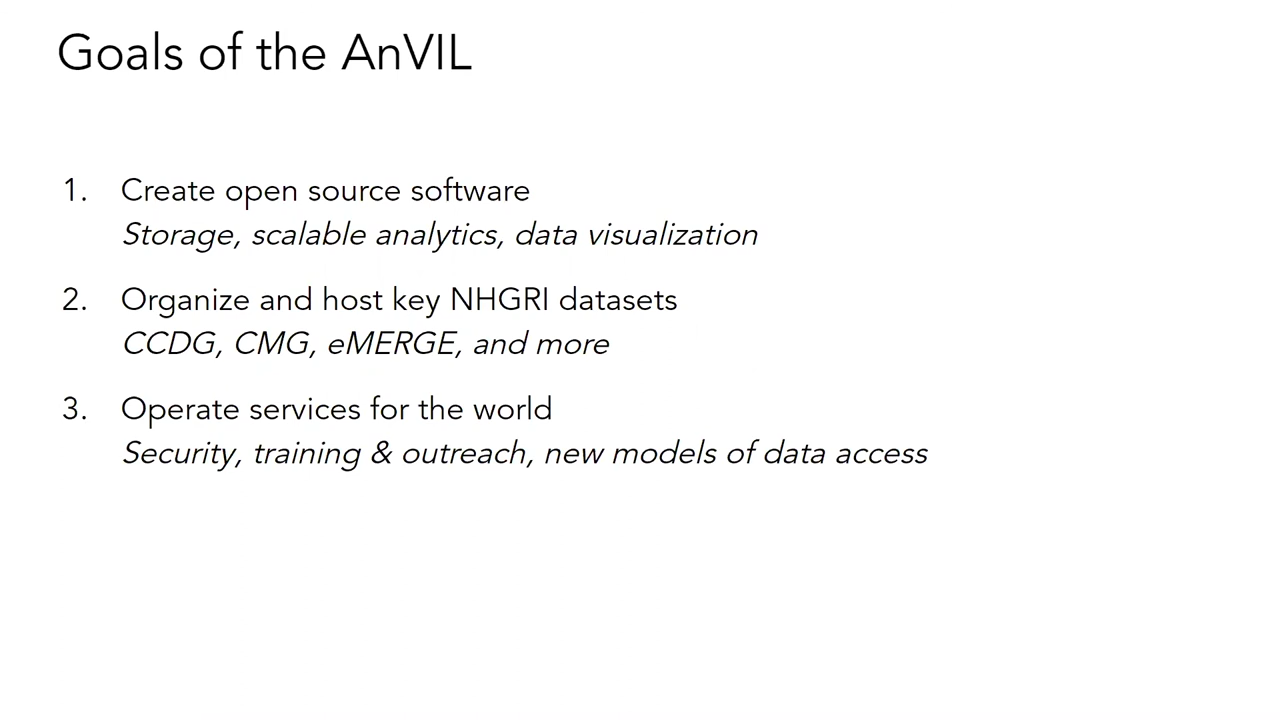 Goals of the AnVIL
1. Create open source software
Storage, scalable analytics, data visualization
2. Organize and host key NHGRI datasets
CCDG, CMG, eMERGE, and more
3. Operate services for the world
Security, training & outreach, new models of data access